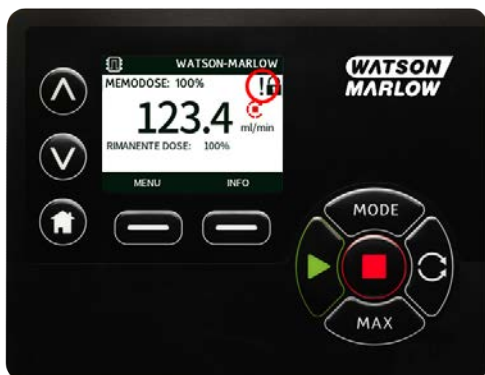 WATSON-MARLOW
MEMODOSE: 100%
!
123.4
ml/min
RIMANENTE DOSE: 100%
MENU INFO
WATSON
MARLOW
MODE
MAX